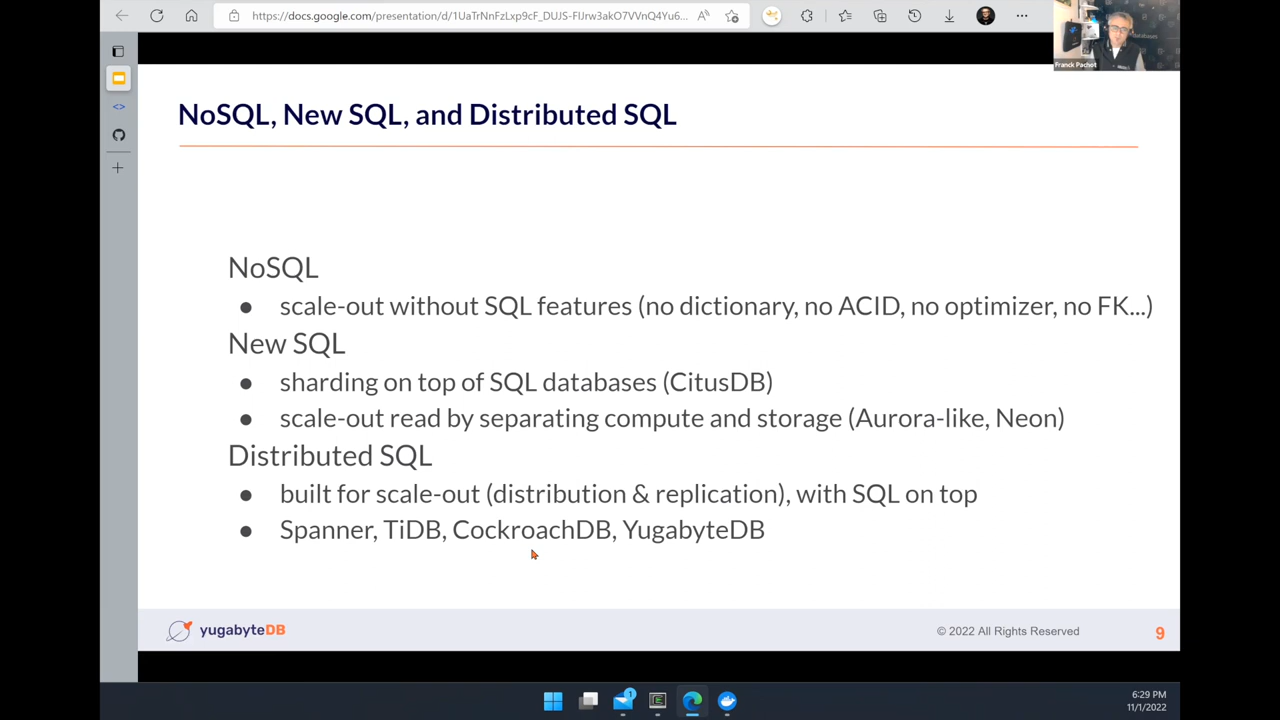 https://docs.google.com/presentation/d/1UaTrNnFzLxp9cF_DUJS-FlJrw3akO7VVnQ4Yu6...
Franck Pachot
NoSQL, New SQL, and Distributed SQL
NoSQL
● scale-out without SQL features (no dictionary, no ACID, no optimizer, no FK...)
New SQL
● sharding on top of SQL databases (CitusDB)
● scale-out read by separating compute and storage (Aurora-like, Neon)
Distributed SQL
● built for scale-out (distribution & replication), with SQL on top
● Spanner, TiDB, CockroachDB, YugabyteDB
yugabyteDB
© 2022 All Rights Reserved
9
1
6:29 PM
11/1/2022